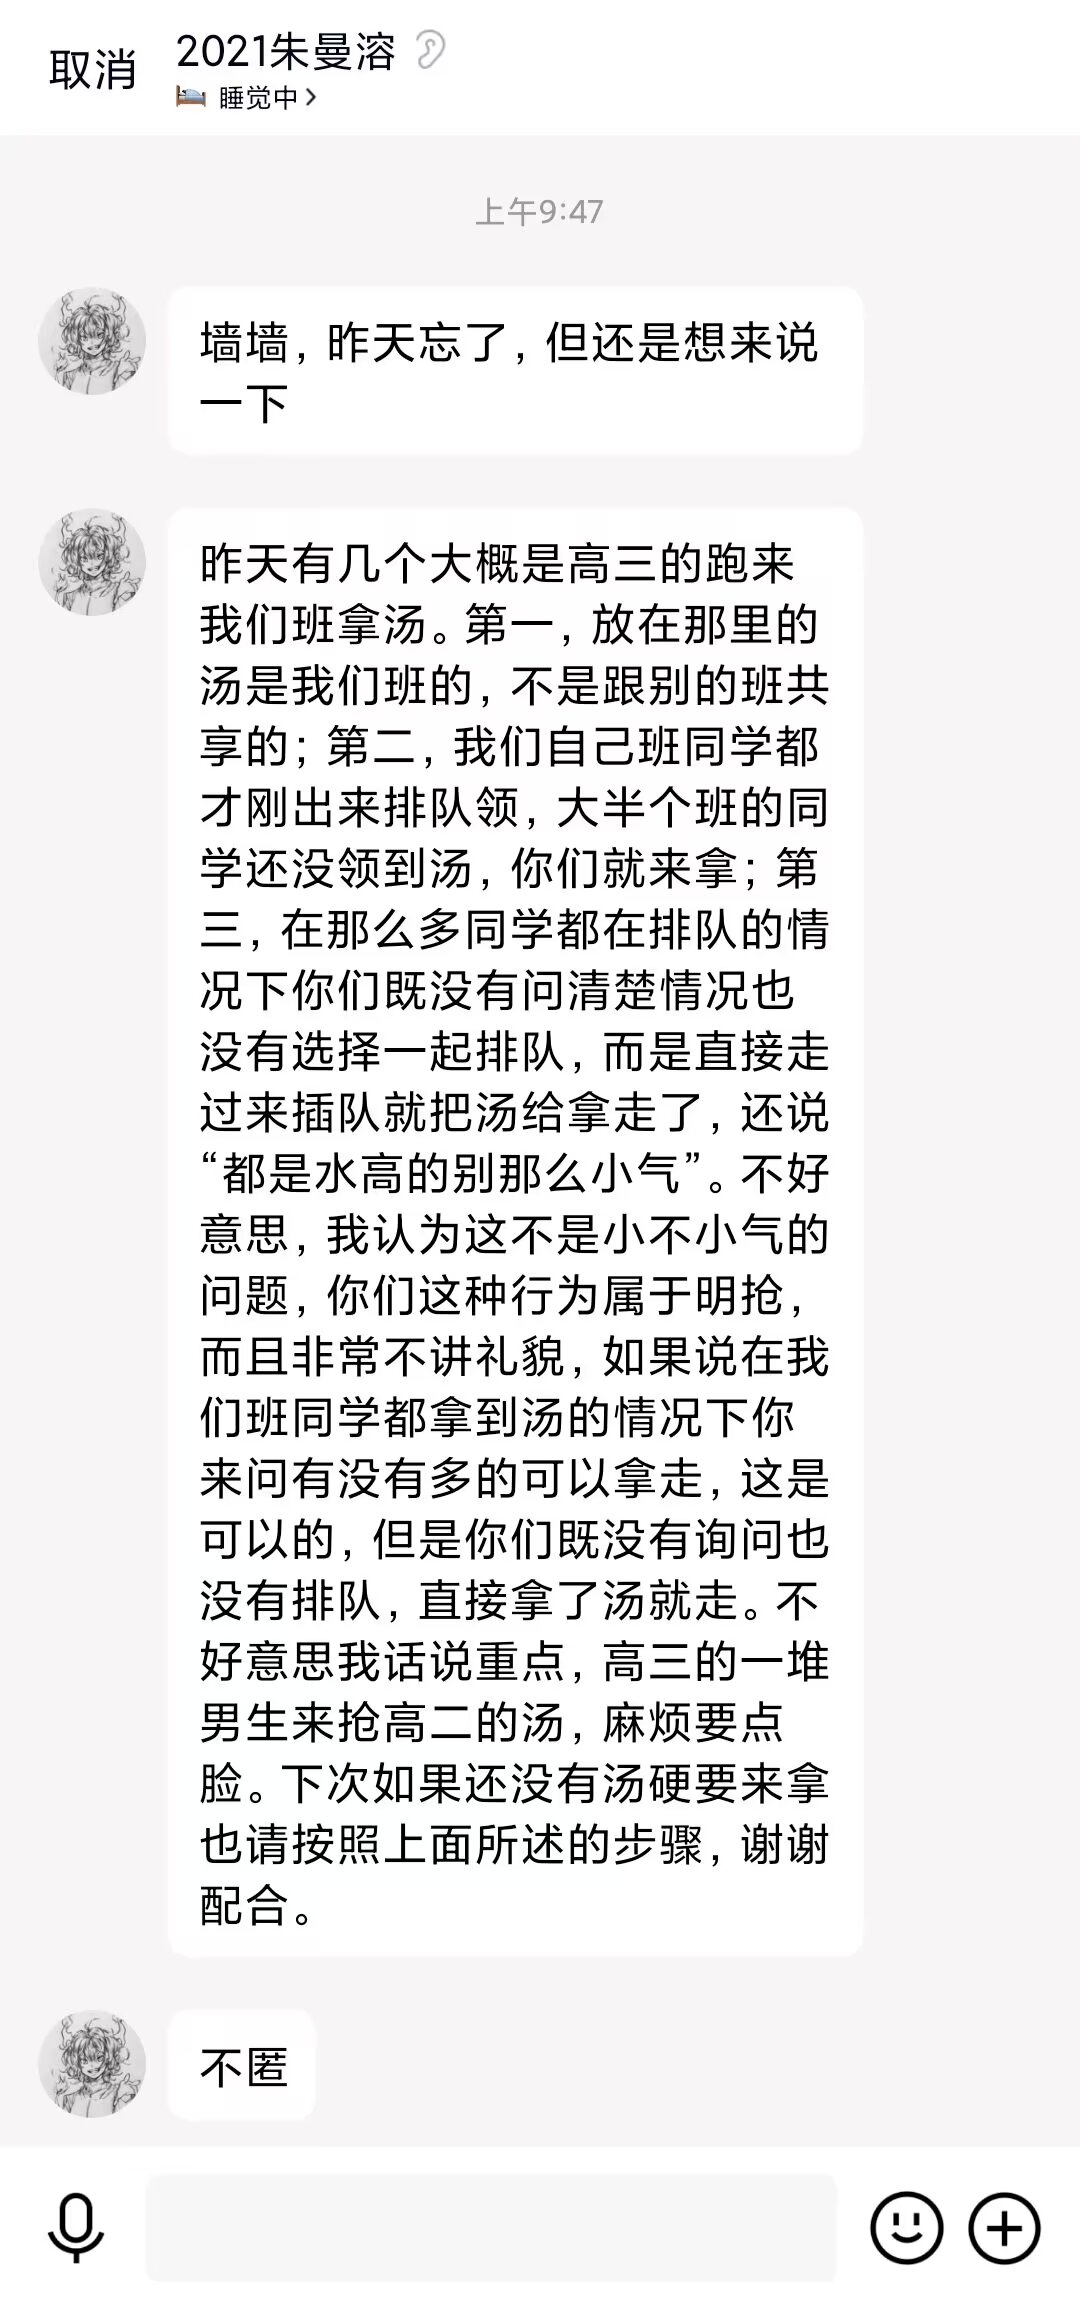 取消
2021朱曼溶
睡觉中
上午9:47
墙墙，昨天忘了，但还是想来说
一下
昨天有几个大概是高三的跑来
我们班拿汤。第一，放在那里的
汤是我们班的，不是跟别的班共
享的；第二，我们自己班同学都
才刚出来排队领，大半个班的同
学还没领到汤，你们就来拿；第
三，在那么多同学都在排队的情
况下你们既没有问清楚情况也
没有选择一起排队，而是直接走
过来插队就把汤给拿走了，还说
“都是水高的别那么小气”。不好
意思，我认为这不是小不小气的
问题，你们这种行为属于明抢，
而且非常不讲礼貌，如果说在我
们班同学都拿到汤的情况下你
来问有没有多的可以拿走，这是
可以的，但是你们既没有询问也
没有排队，直接拿了汤就走。不
好意思我话说重点，高三的一堆
男生来抢高二的汤，麻烦要点
脸。下次如果还没有汤硬要来拿
也请按照上面所述的步骤，谢谢
配合。
不匿